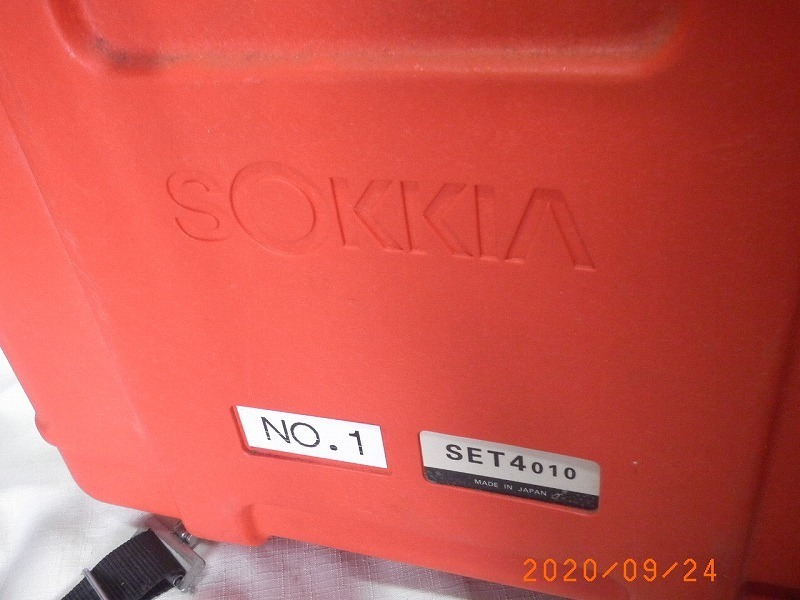 SOKKIA
NO.1
SET4010
MADE IN JAPAN
2020/09/24